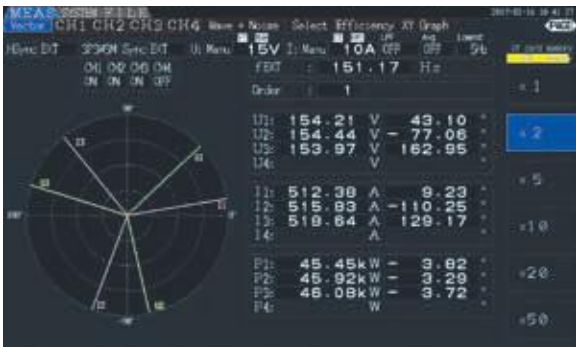 MEAS SYSTEM FILE
Vector CH1 CH2 CH3 CH4 Wave + Noise Select Efficiency XY Graph
Sync EXT 3P3W3M Sync EXT U: Manu 15V I: Manu 10A OFF OFF 5Hz
CH1 CH2 CH3 CH4
ON ON ON OFF
fEXT : 151.17 Hz
Order : 1
U1: 154.21 V 43.10 °
U2: 154.44 V - 77.06 °
U3: 153.97 V 162.95 °
U4: V °
I1: 512.38 A 9.23 °
I2: 515.83 A -110.25 °
I3: 519.64 A 129.17 °
I4: A °
P1: 45.45kW - 3.82 °
P2: 45.92kW - 3.29 °
P3: 46.08kW - 3.72 °
P4: W °
×1
×2
×5
×10
×20
×50